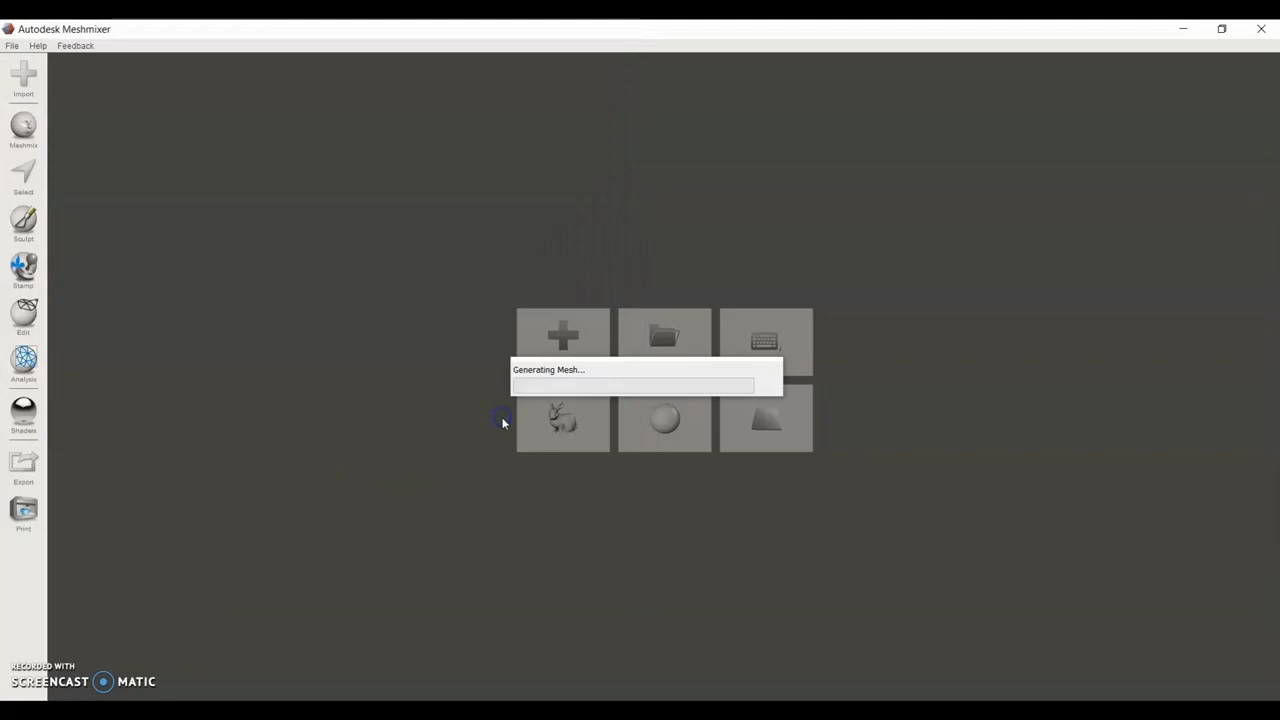 Autodesk Meshmixer
File Help Feedback
Import
Meshmix
Select
Sculpt
Stamp
Edit
Analysis
Shaders
Export
Print
Generating Mesh...
RECORDED WITH
SCREENCAST MATIC